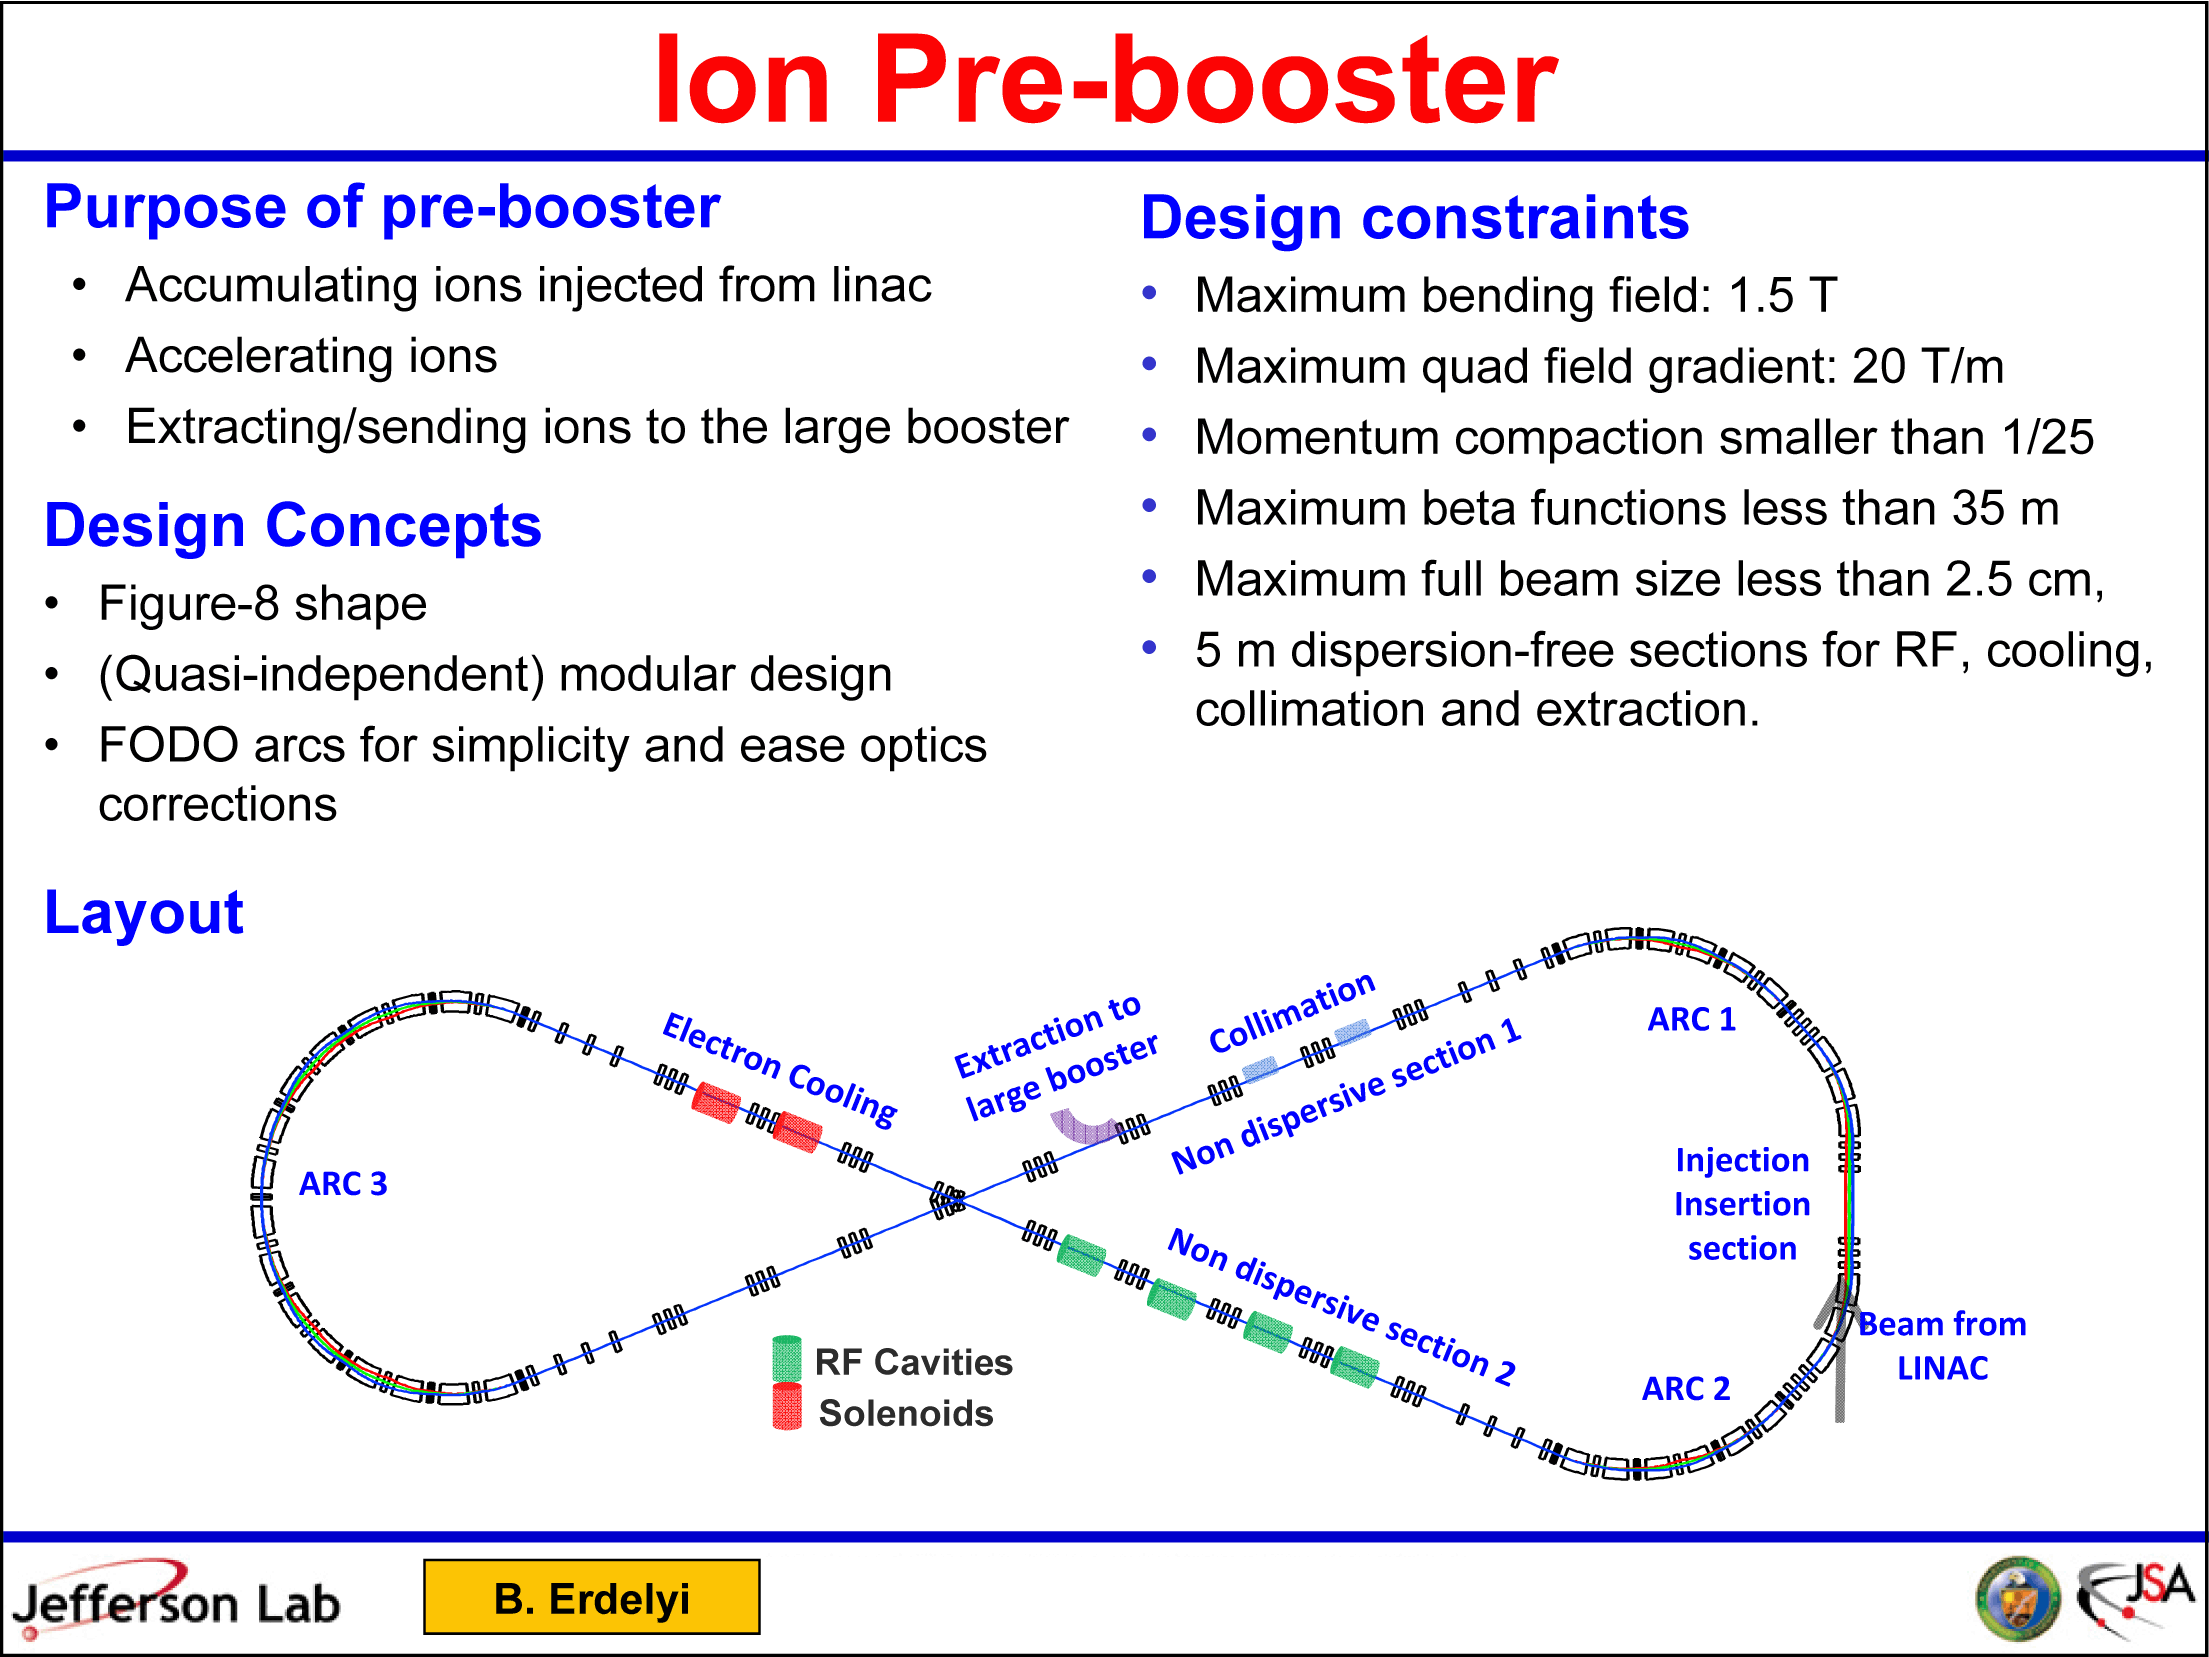 Ion Pre-booster
Purpose of pre-booster
• Accumulating ions injected from linac
• Accelerating ions
• Extracting/sending ions to the large booster
Design Concepts
• Figure-8 shape
• (Quasi-independent) modular design
• FODO arcs for simplicity and ease optics
corrections
Design constraints
• Maximum bending field: 1.5 T
• Maximum quad field gradient: 20 T/m
• Momentum compaction smaller than 1/25
• Maximum beta functions less than 35 m
• Maximum full beam size less than 2.5 cm,
• 5 m dispersion-free sections for RF, cooling,
collimation and extraction.
Layout
Electron Cooling
Extraction to
large booster
Collimation
Non dispersive section 1
ARC 1
ARC 3
Injection
Insertion
section
Non dispersive section 2
Beam from
LINAC
ARC 2
RF Cavities
Solenoids
Jefferson Lab
B. Erdelyi
JSA